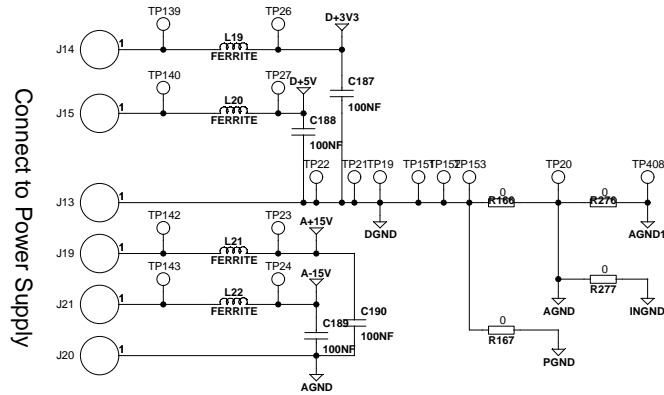 TP139
TP26
D+3V3
J14
1
L19
FERRITE
C187
100NF
TP140
TP27
D+5V
J15
1
L20
FERRITE
C188
100NF
TP22
TP21
TP19
TP151
TP152
TP153
TP20
TP408
J13
1
0
R166
0
R276
DGND
AGND1
TP142
TP23
A+15V
J19
1
L21
FERRITE
TP143
TP24
A-15V
0
R277
J21
1
L22
FERRITE
AGND
INGND
C190
100NF
C189
100NF
0
R167
J20
1
PGND
AGND
Connect to Power Supply